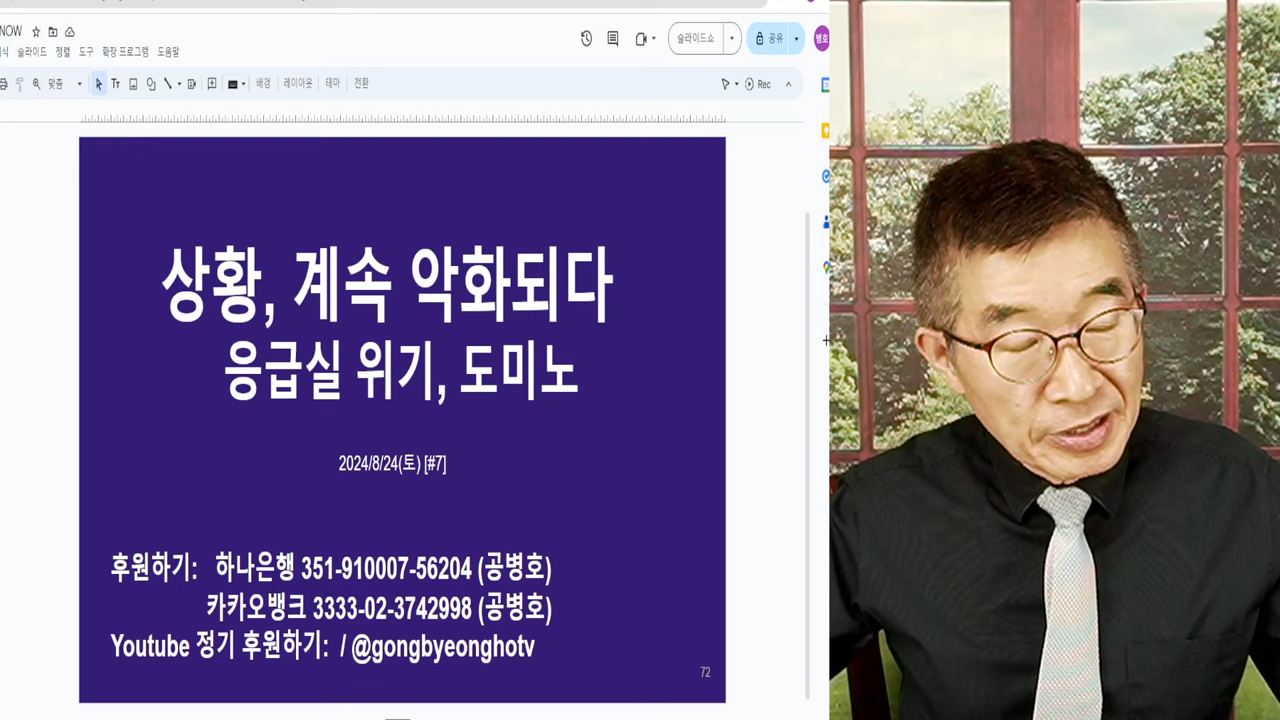 NOW
슬라이드쇼
공유
병호
슬라이드 정렬 도구 확장 프로그램 도움말
맞춤
Tт
배경 레이아웃 테마 전환
Rec
상황, 계속 악화되다
응급실 위기, 도미노
2024/8/24(토) [#7]
후원하기: 하나은행 351-910007-56204 (공병호)
카카오뱅크 3333-02-3742998 (공병호)
Youtube 정기 후원하기: / @gongbyeonghotv
72